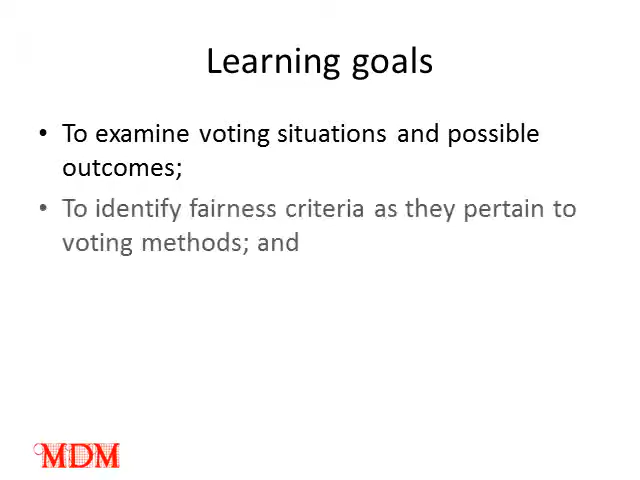 Learning goals
• To examine voting situations and possible
outcomes;
• To identify fairness criteria as they pertain to
voting methods; and
MDM